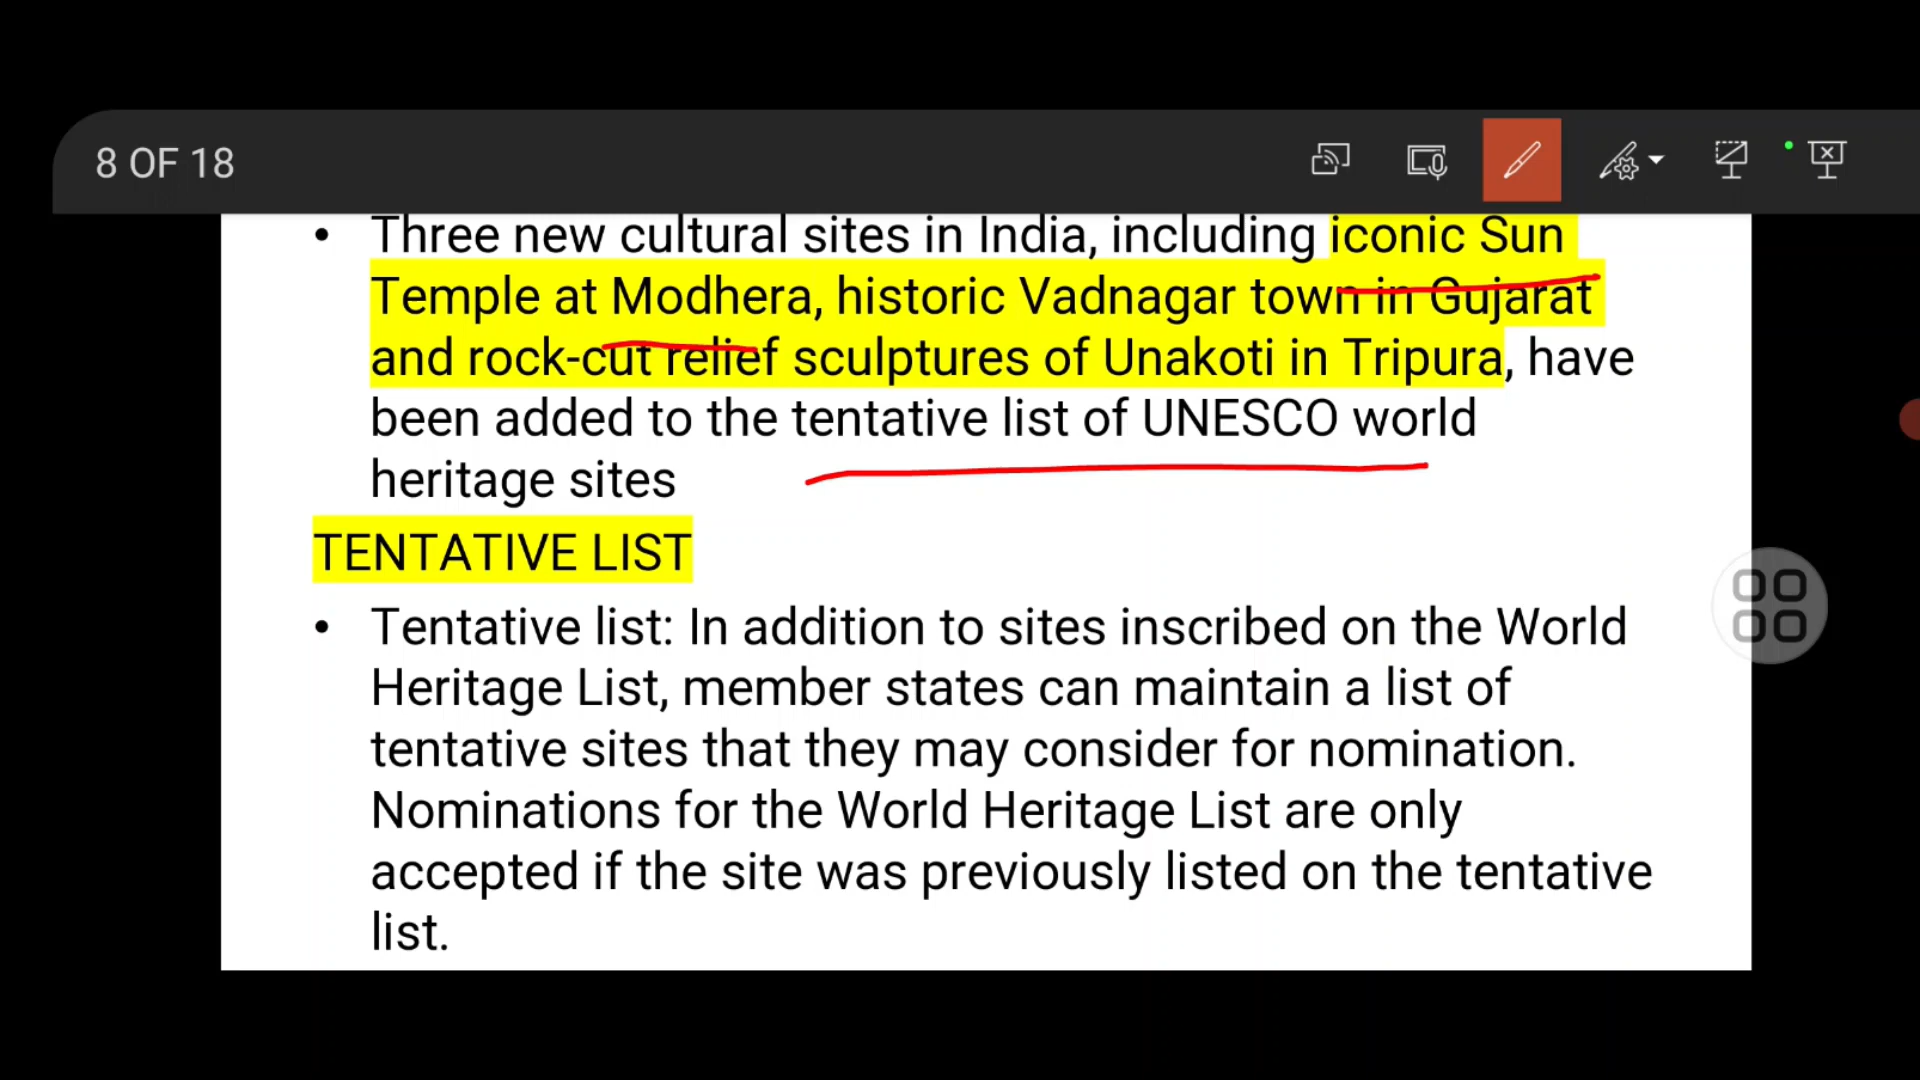 8 OF 18
• Three new cultural sites in India, including iconic Sun
Temple at Modhera, historic Vadnagar town in Gujarat
and rock-cut relief sculptures of Unakoti in Tripura, have
been added to the tentative list of UNESCO world
heritage sites
TENTATIVE LIST
• Tentative list: In addition to sites inscribed on the World
Heritage List, member states can maintain a list of
tentative sites that they may consider for nomination.
Nominations for the World Heritage List are only
accepted if the site was previously listed on the tentative
list.